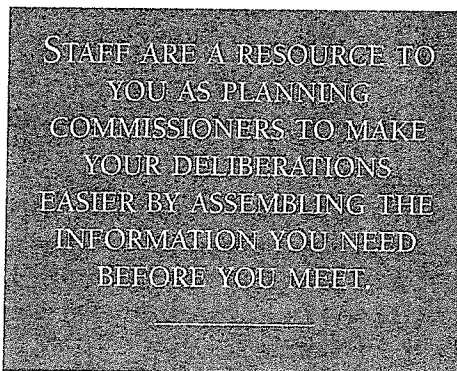 STAFF ARE A RESOURCE TO
YOU AS PLANNING
COMMISSIONERS TO MAKE
YOUR DELIBERATIONS
EASIER BY ASSEMBLING THE
INFORMATION YOU NEED
BEFORE YOU MEET.